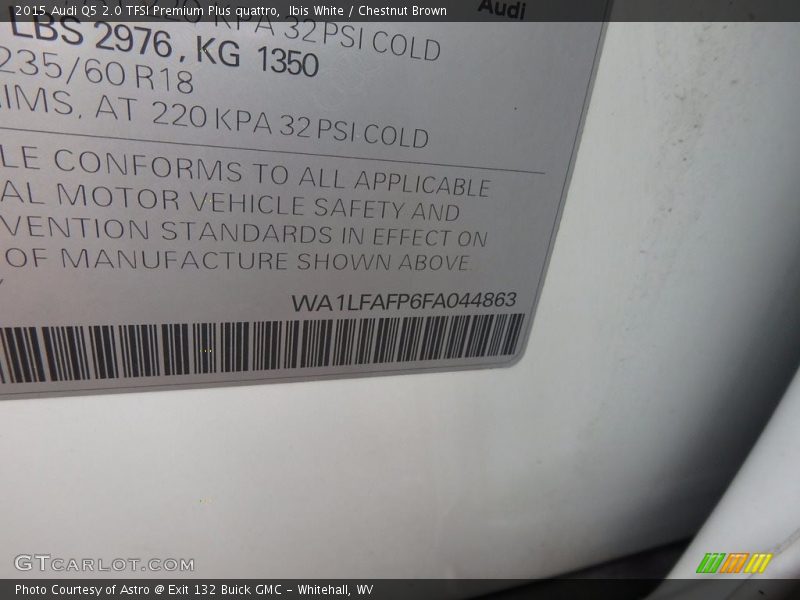 2015 Audi Q5 2.0 TFSI Premium Plus quattro, Ibis White / Chestnut Brown
Audi
220 KPA 32 PSI COLD
LBS 2976, KG 1350
235/60 R18
IMS, AT 220 KPA 32 PSI COLD
LE CONFORMS TO ALL APPLICABLE
AL MOTOR VEHICLE SAFETY AND
VENTION STANDARDS IN EFFECT ON
OF MANUFACTURE SHOWN ABOVE.
WA1LFAFP6FA044863
GTCARLOT.COM
Photo Courtesy of Astro @ Exit 132 Buick GMC - Whitehall, WV